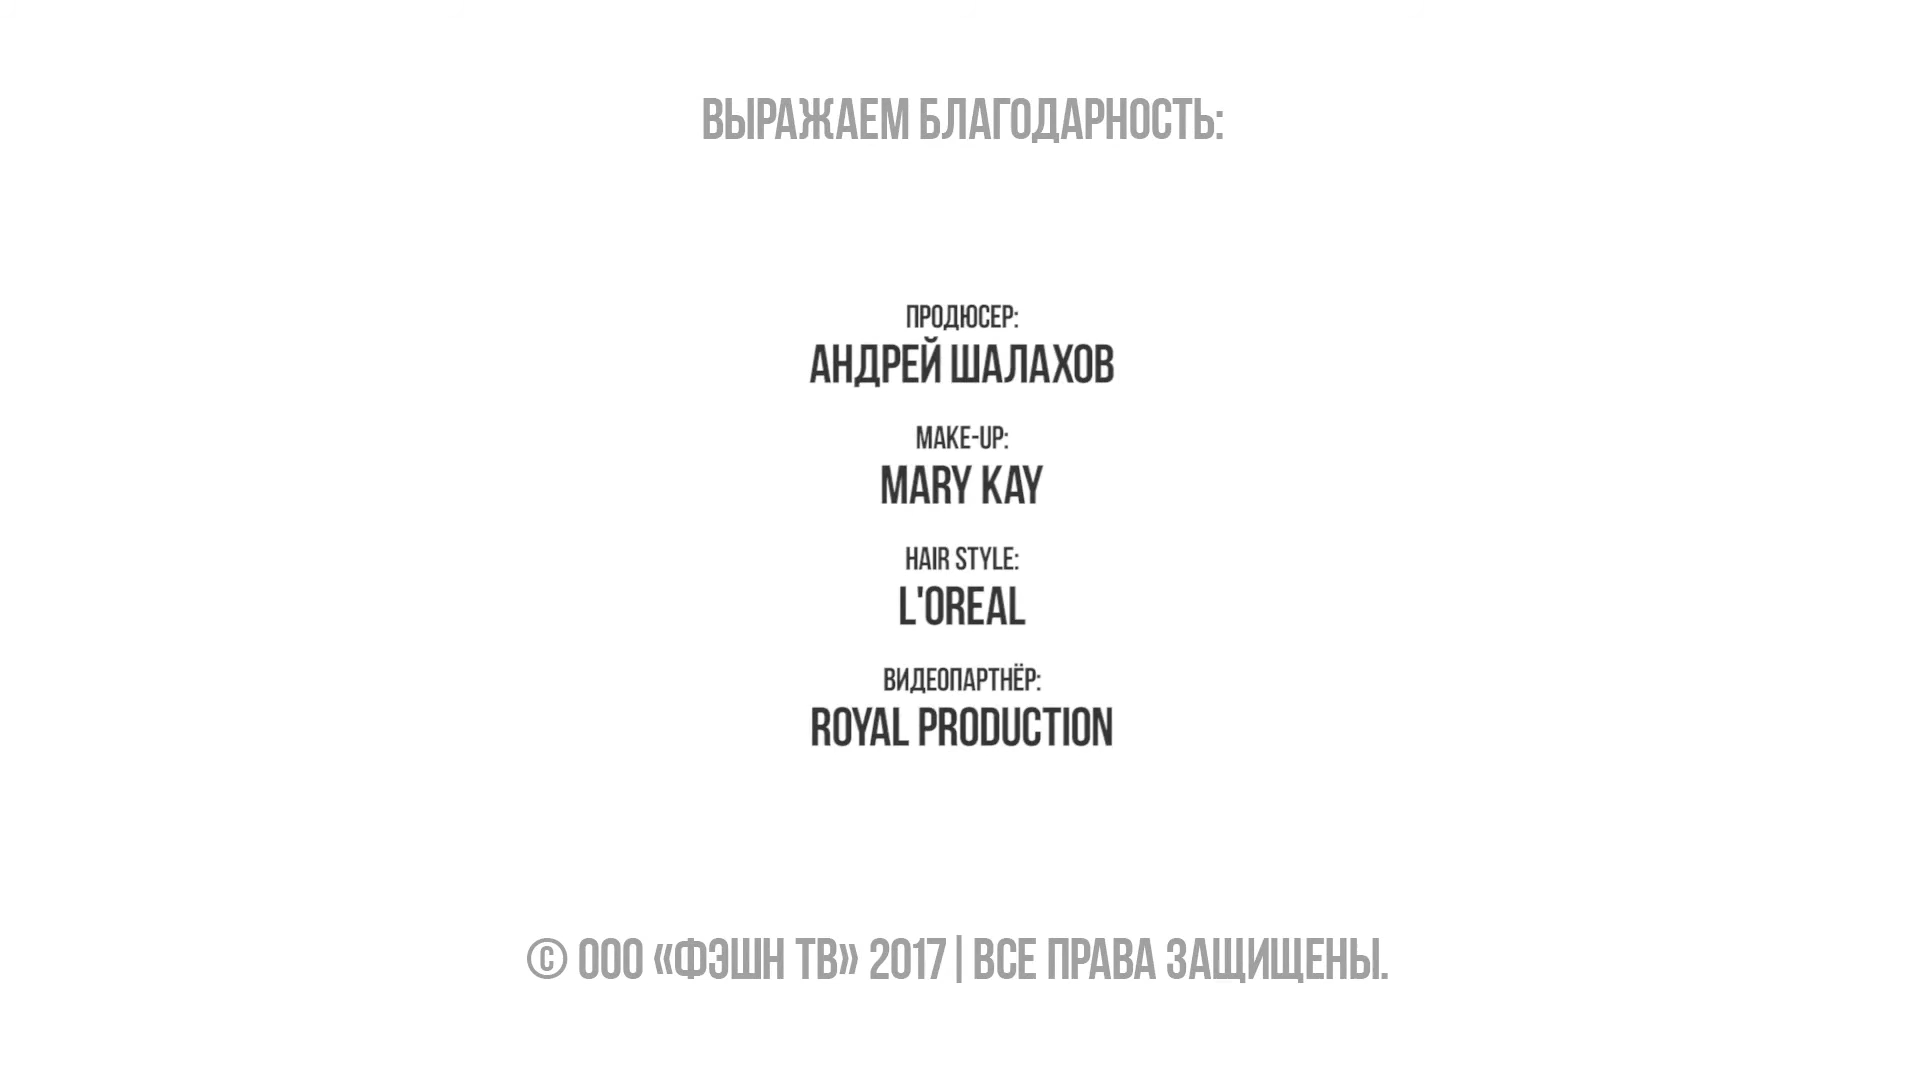 ВЫРАЖАЕМ БЛАГОДАРНОСТЬ:
ПРОДЮСЕР:
АНДРЕЙ ШАЛАХОВ
MAKE-UP:
MARY KAY
HAIR STYLE:
L'OREAL
ВИДЕОПАРТНЁР:
ROYAL PRODUCTION
© ООО «ФЭШН ТВ» 2017 | ВСЕ ПРАВА ЗАЩИЩЕНЫ.